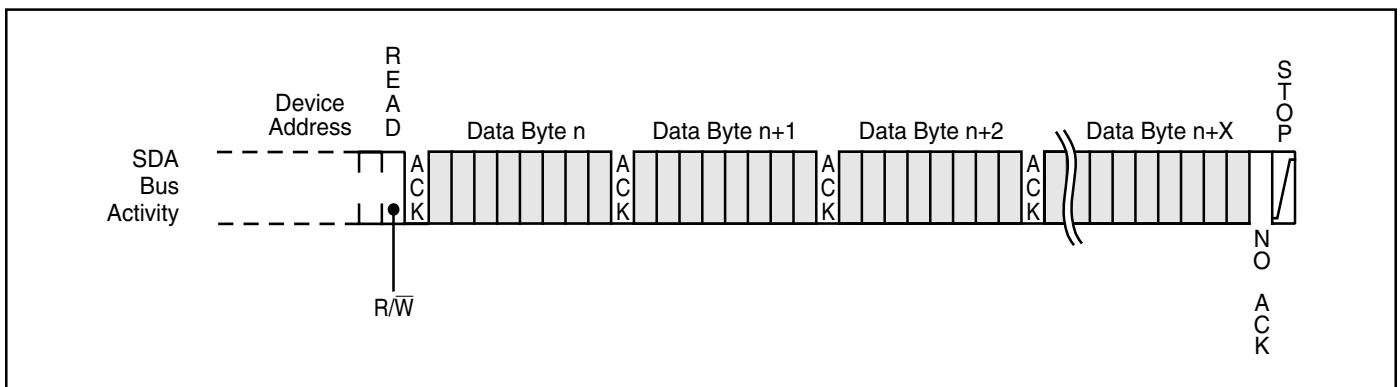 READ
STOP
Device
Address
Data Byte n
Data Byte n+1
Data Byte n+2
Data Byte n+X
SDA
Bus
Activity
ACK
ACK
ACK
ACK
R/W̅
NO ACK